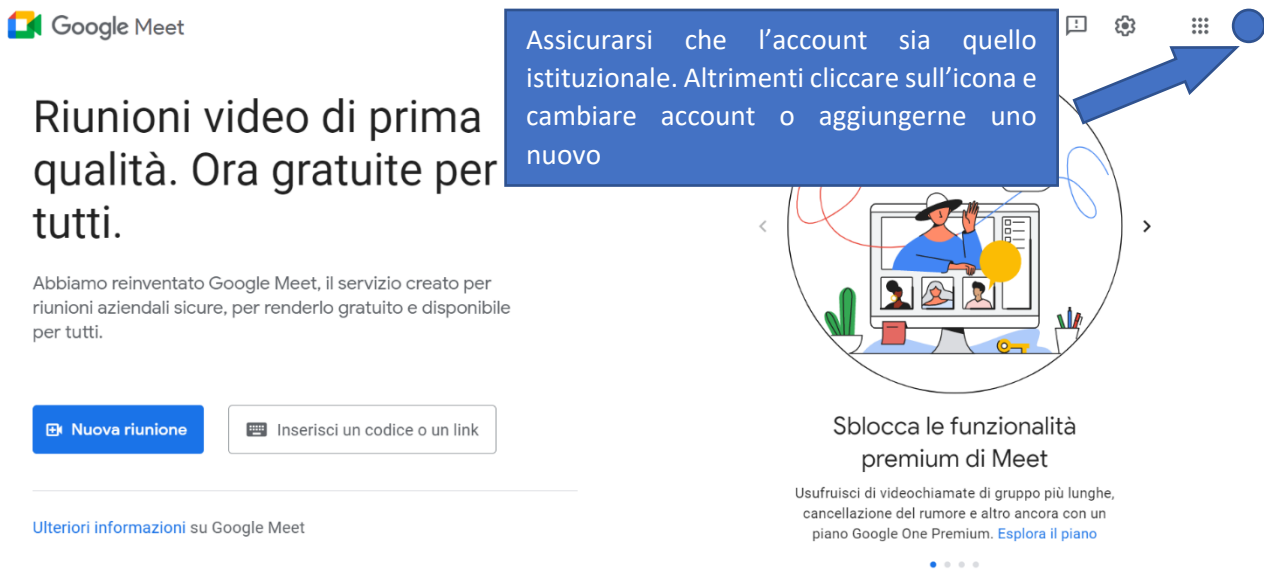 Google Meet
Assicurarsi che l’account sia quello
istituzionale. Altrimenti cliccare sull’icona e
cambiare account o aggiungerne uno
nuovo
Riunioni video di prima
qualità. Ora gratuite per
tutti.
Abbiamo reinventato Google Meet, il servizio creato per
riunioni aziendali sicure, per renderlo gratuito e disponibile
per tutti.
Nuova riunione
Inserisci un codice o un link
Ulteriori informazioni su Google Meet
Sblocca le funzionalità
premium di Meet
Usufruisci di videochiamate di gruppo più lunghe,
cancellazione del rumore e altro ancora con un
piano Google One Premium. Esplora il piano